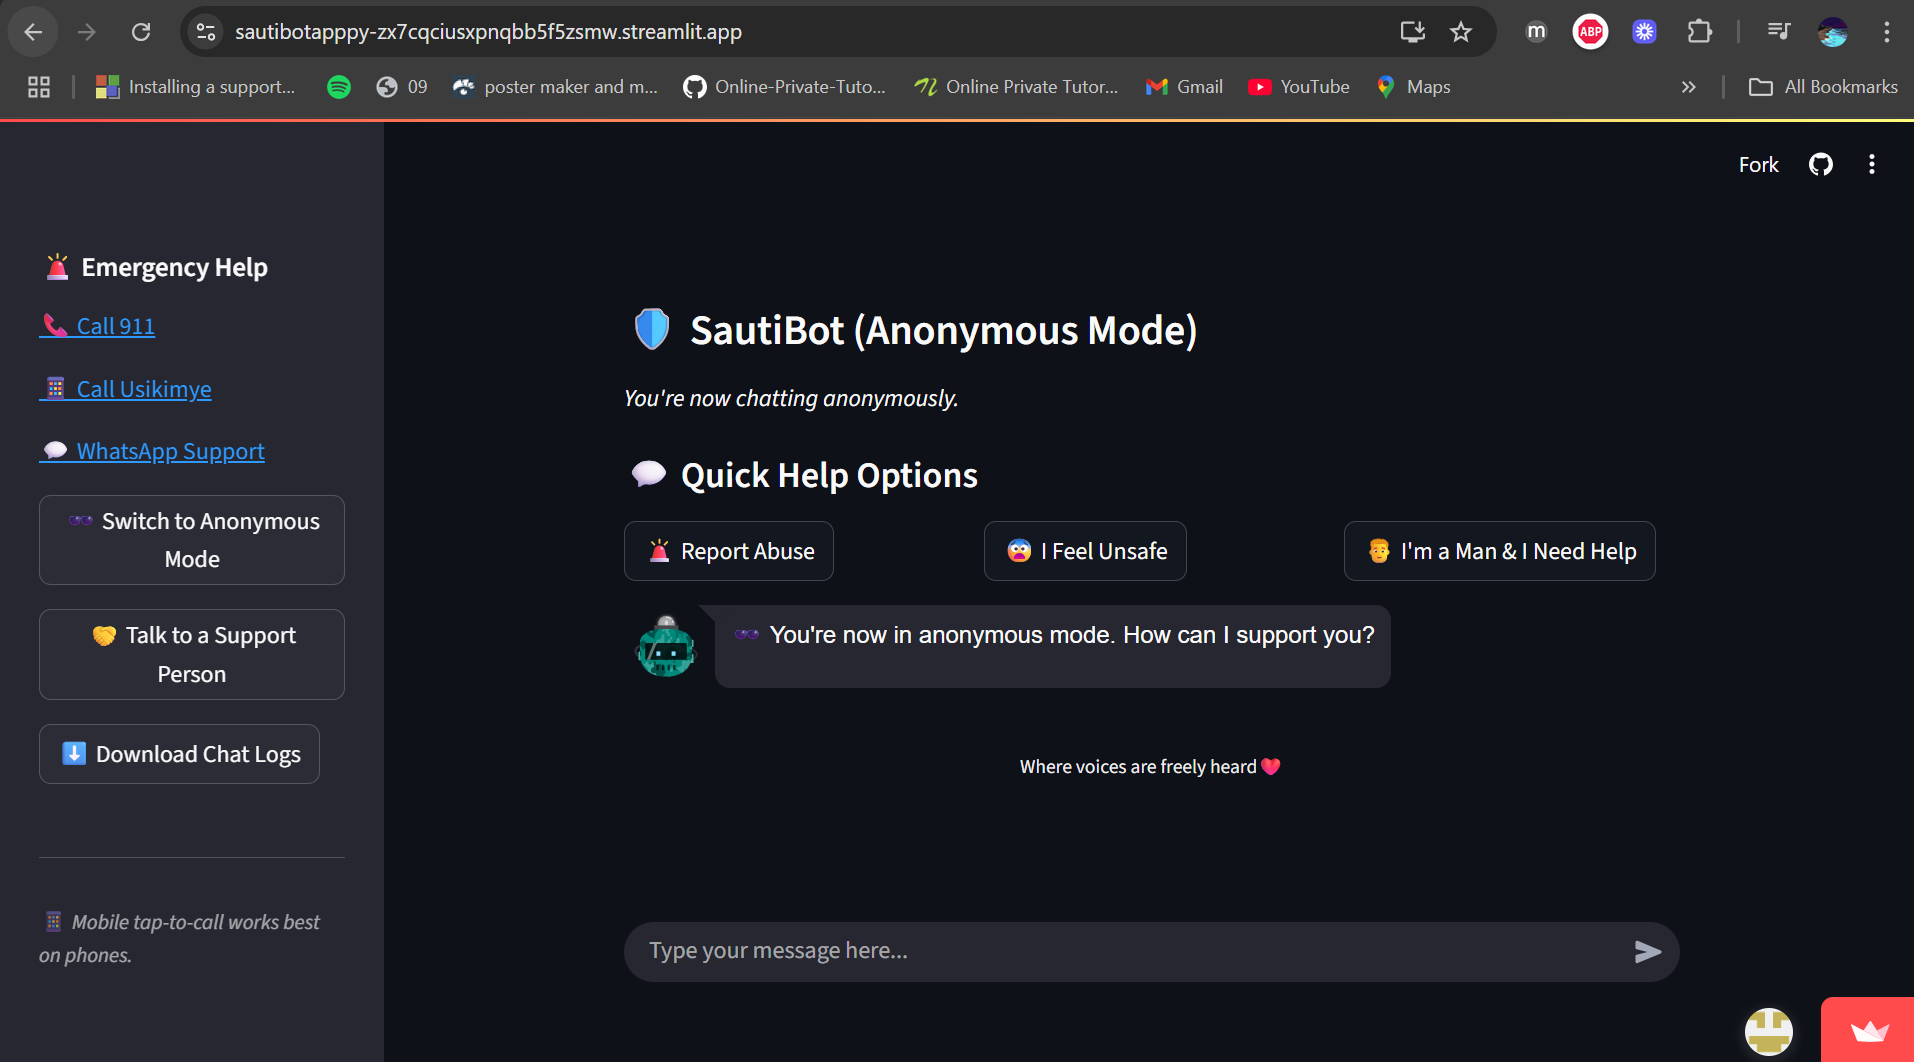 sautibotapppy-zx7cqciusxpnqbb5f5zsmw.streamlit.app
m
ABP
Installing a support...
09
poster maker and m...
Online-Private-Tuto...
Online Private Tutor...
Gmail
YouTube
Maps
»
All Bookmarks
Fork
🚨 Emergency Help
📞 Call 911
📱 Call Usikimye
💬 WhatsApp Support
🕶️ Switch to Anonymous
Mode
🤝 Talk to a Support
Person
⬇️ Download Chat Logs
📱 Mobile tap-to-call works best
on phones.
🛡️ SautiBot (Anonymous Mode)
You're now chatting anonymously.
💬 Quick Help Options
🚨 Report Abuse
😨 I Feel Unsafe
👨 I'm a Man & I Need Help
🕶️ You're now in anonymous mode. How can I support you?
Where voices are freely heard ❤️
Type your message here...